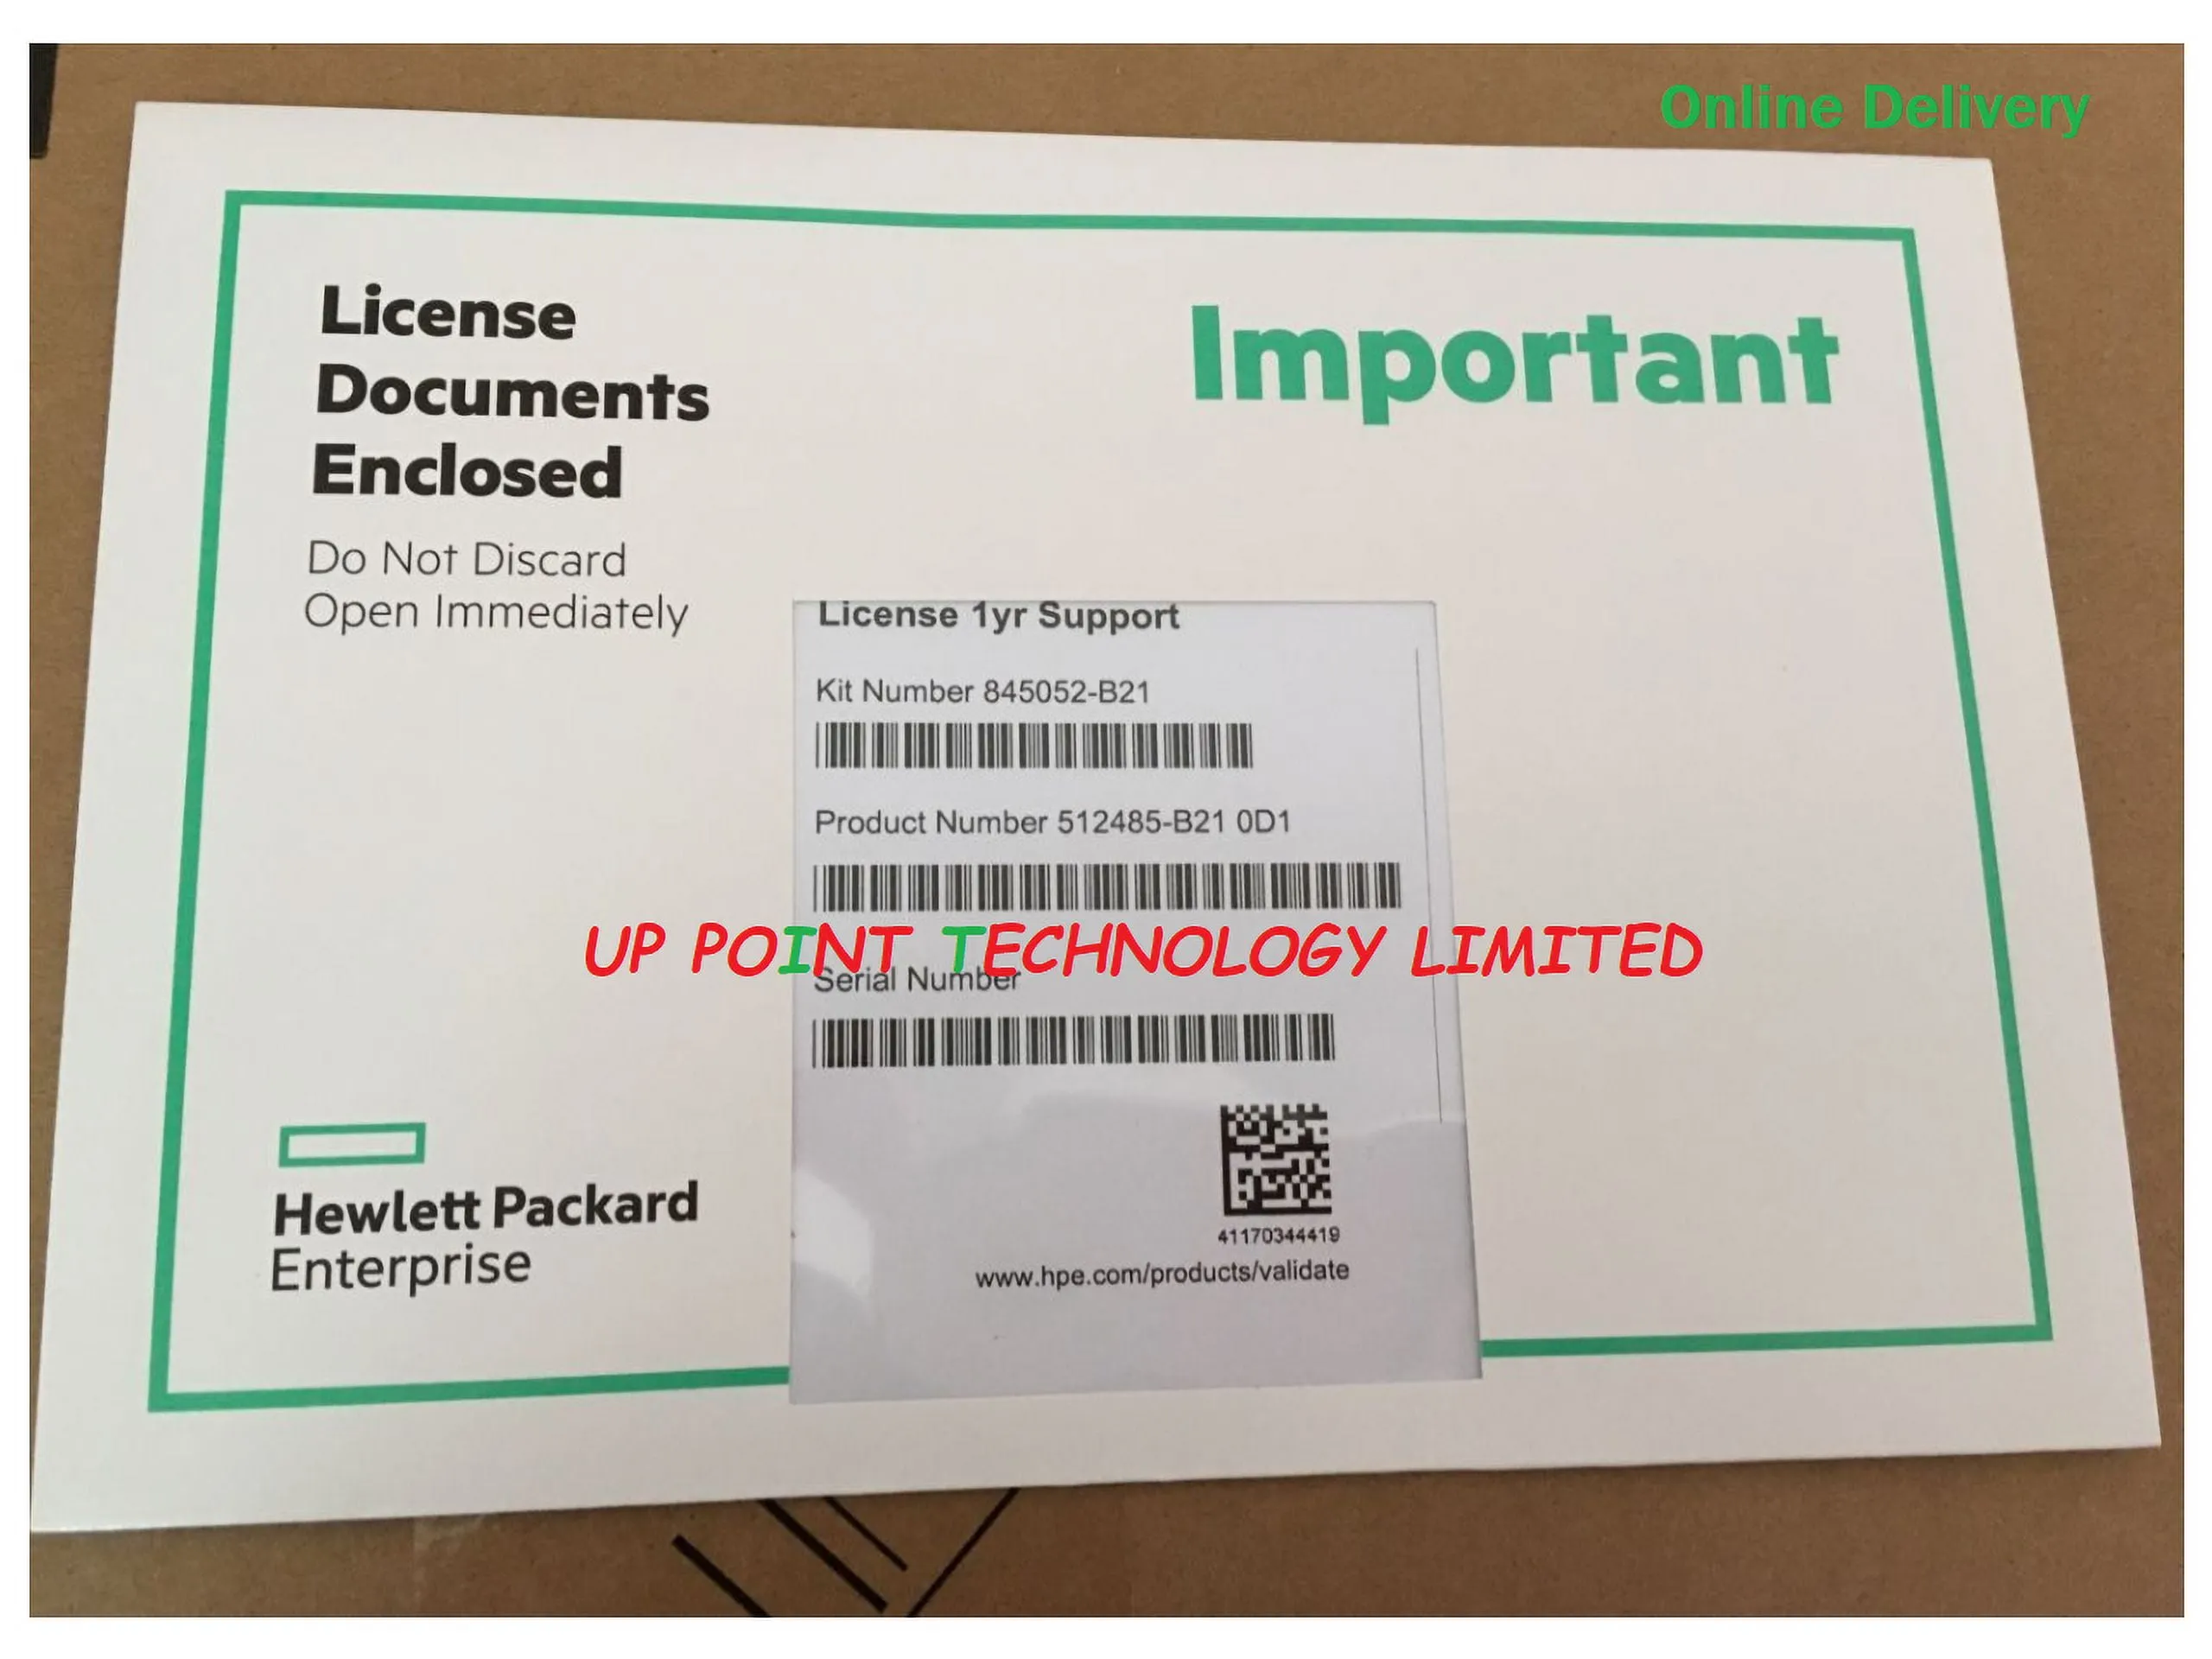 Online Delivery
License
Documents
Enclosed
Important
Do Not Discard
Open Immediately
License 1yr Support
Kit Number 845052-B21
Product Number 512485-B21 0D1
UP POINT TECHNOLOGY LIMITED
Serial Number
41170344419
www.hpe.com/products/validate
Hewlett Packard
Enterprise